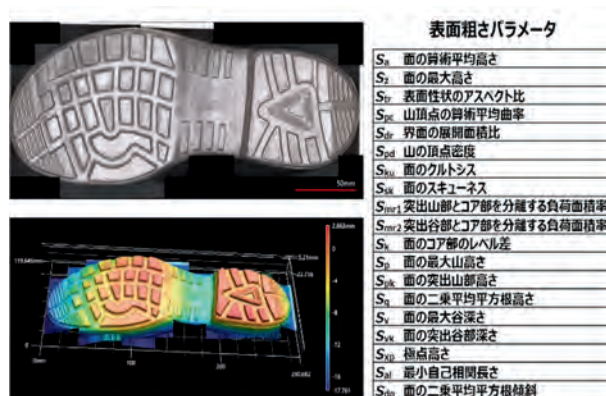 表面粗さパラメータ
Sa 面の算術平均高さ
Sz 面の最大高さ
Str 表面性状のアスペクト比
Spc 山頂点の算術平均曲率
Sdr 界面の展開面積比
Spd 山の頂点密度
Sku 面のクルトシス
Ssk 面のスキューネス
Smr1 突出山部とコア部を分離する負荷面積率
Smr2 突出谷部とコア部を分離する負荷面積率
Sk 面のコア部のレベル差
Sp 面の最大山高さ
Spk 面の突出山部高さ
Sq 面の二乗平均平方根高さ
Sv 面の最大谷深さ
Svk 面の突出谷部深さ
Sxp 極点高さ
Sal 最小自己相関長さ
Sdq 面の二乗平均平方根傾斜
50mm
0
100
200
0
-4
-8
-12
-16
-17.761